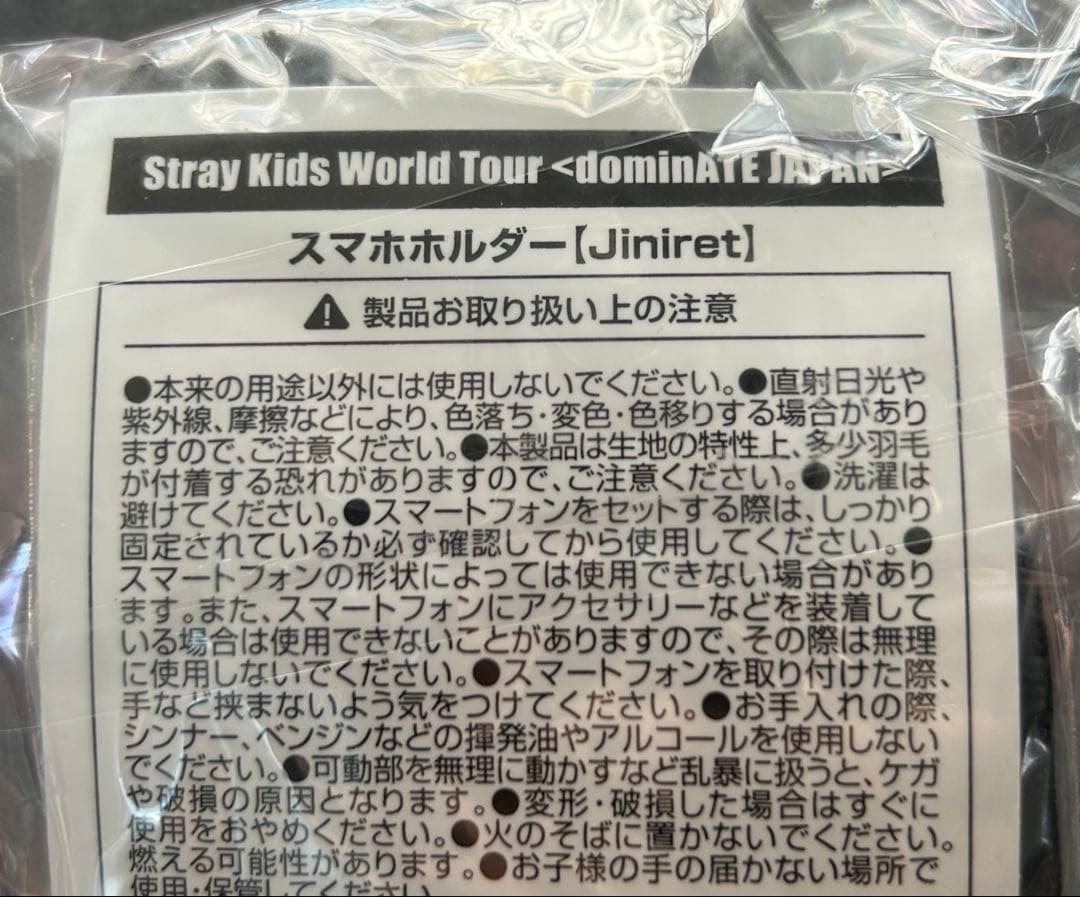 Stray Kids World Tour <dominATE JAPAN>
スマホホルダー【Jiniret】
製品お取り扱い上の注意
●本来の用途以外には使用しないでください。●直射日光や
紫外線、摩擦などにより、色落ち・変色・色移りする場合があり
ますので、ご注意ください。●本製品は生地の特性上、多少羽毛
が付着する恐れがありますので、ご注意ください。●洗濯は
避けてください。●スマートフォンをセットする際は、しっかり
固定されているか必ず確認してから使用してください。●
スマートフォンの形状によっては使用できない場合があり
ます。また、スマートフォンにアクセサリーなどを装着して
いる場合は使用できないことがありますので、その際は無理
に使用しないでください。●スマートフォンを取り付けた際、
手など挟まないよう気をつけてください。●お手入れの際、
シンナー、ベンジンなどの揮発油やアルコールを使用しない
でください。●可動部を無理に動かすなど乱暴に扱うと、ケガ
や破損の原因となります。●変形・破損した場合はすぐに
使用をおやめください。●火のそばに置かないでください。
燃える可能性があります。●お子様の手の届かない場所で
使用・保管してください